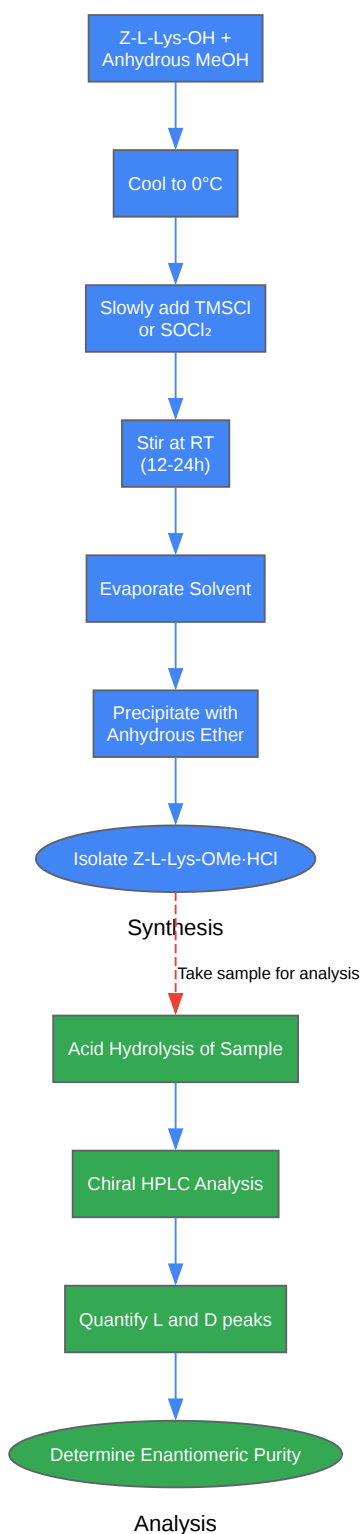 Z-L-Lys-OH +
Anhydrous MeOH
Cool to 0°C
Slowly add TMSCl
or SOCl₂
Stir at RT
(12-24h)
Evaporate Solvent
Precipitate with
Anhydrous Ether
Isolate Z-L-Lys-OMe·HCl
Synthesis
Take sample for analysis
Acid Hydrolysis of Sample
Chiral HPLC Analysis
Quantify L and D peaks
Determine Enantiomeric Purity
Analysis